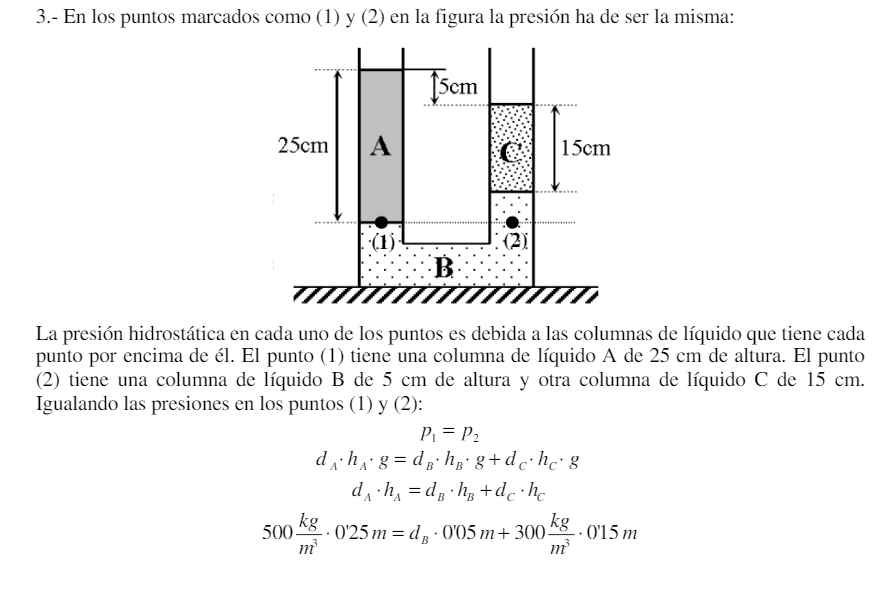 3.- En los puntos marcados como (1) y (2) en la figura la presión ha de ser la misma:
5cm
25cm
A
C
15cm
(1)
(2)
B
La presión hidrostática en cada uno de los puntos es debida a las columnas de líquido que tiene cada
punto por encima de él. El punto (1) tiene una columna de líquido A de 25 cm de altura. El punto
(2) tiene una columna de líquido B de 5 cm de altura y otra columna de líquido C de 15 cm.
Igualando las presiones en los puntos (1) y (2):
p₁ = p₂
d_A · h_A · g = d_B · h_B · g + d_C · h_C · g
d_A · h_A = d_B · h_B + d_C · h_C
500 kg/m³ · 0'25 m = d_B · 0'05 m + 300 kg/m³ · 0'15 m